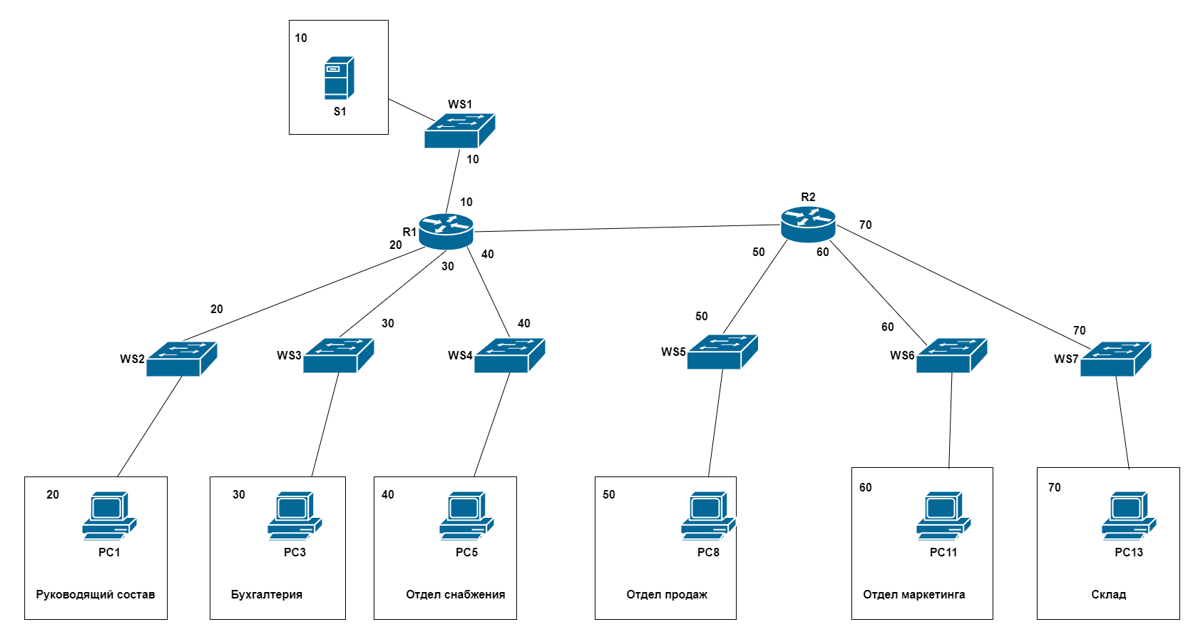 10
S1
WS1
10
10
R1
R2
20
30
40
50
60
70
20
30
40
50
60
70
WS2
WS3
WS4
WS5
WS6
WS7
20
PC1
Руководящий состав
30
PC3
Бухгалтерия
40
PC5
Отдел снабжения
50
PC8
Отдел продаж
60
PC11
Отдел маркетинга
70
PC13
Склад